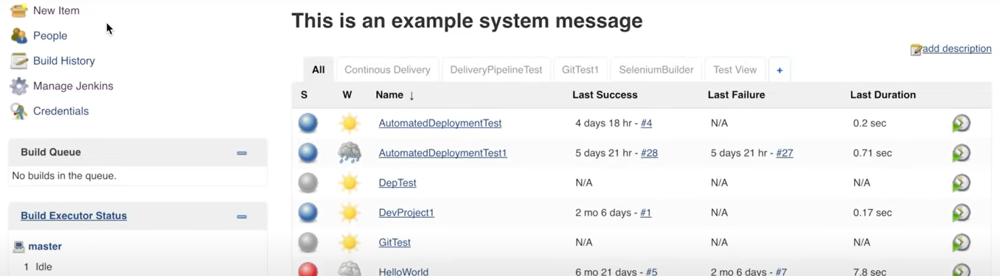 New Item
People
Build History
Manage Jenkins
Credentials
Build Queue
No builds in the queue.
Build Executor Status
master
1 Idle
This is an example system message
add description
All Continous Delivery DeliveryPipelineTest GitTest1 SeleniumBuilder Test View +
S W Name ↓ Last Success Last Failure Last Duration
AutomatedDeploymentTest 4 days 18 hr - #4 N/A 0.2 sec
AutomatedDeploymentTest1 5 days 21 hr - #28 5 days 21 hr - #27 0.71 sec
DepTest N/A N/A N/A
DevProject1 2 mo 6 days - #1 N/A 0.17 sec
GitTest N/A N/A N/A
HelloWorld 6 mo 21 days - #5 2 mo 6 days - #7 7.8 sec